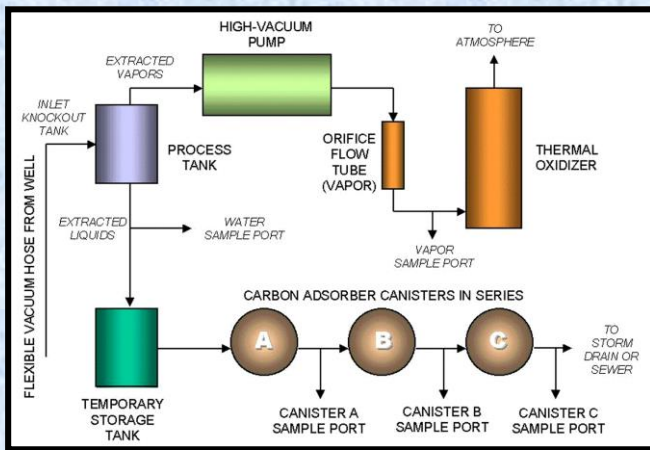 HIGH-VACUUM
PUMP
TO
ATMOSPHERE
EXTRACTED
VAPORS
INLET
KNOCKOUT
TANK
PROCESS
TANK
ORIFICE
FLOW
TUBE
(VAPOR)
THERMAL
OXIDIZER
EXTRACTED
LIQUIDS
WATER
SAMPLE PORT
VAPOR
SAMPLE PORT
FLEXIBLE VACUUM HOSE FROM WELL
CARBON ADSORBER CANISTERS IN SERIES
A
B
C
TO
STORM
DRAIN OR
SEWER
TEMPORARY
STORAGE
TANK
CANISTER A
SAMPLE PORT
CANISTER B
SAMPLE PORT
CANISTER C
SAMPLE PORT